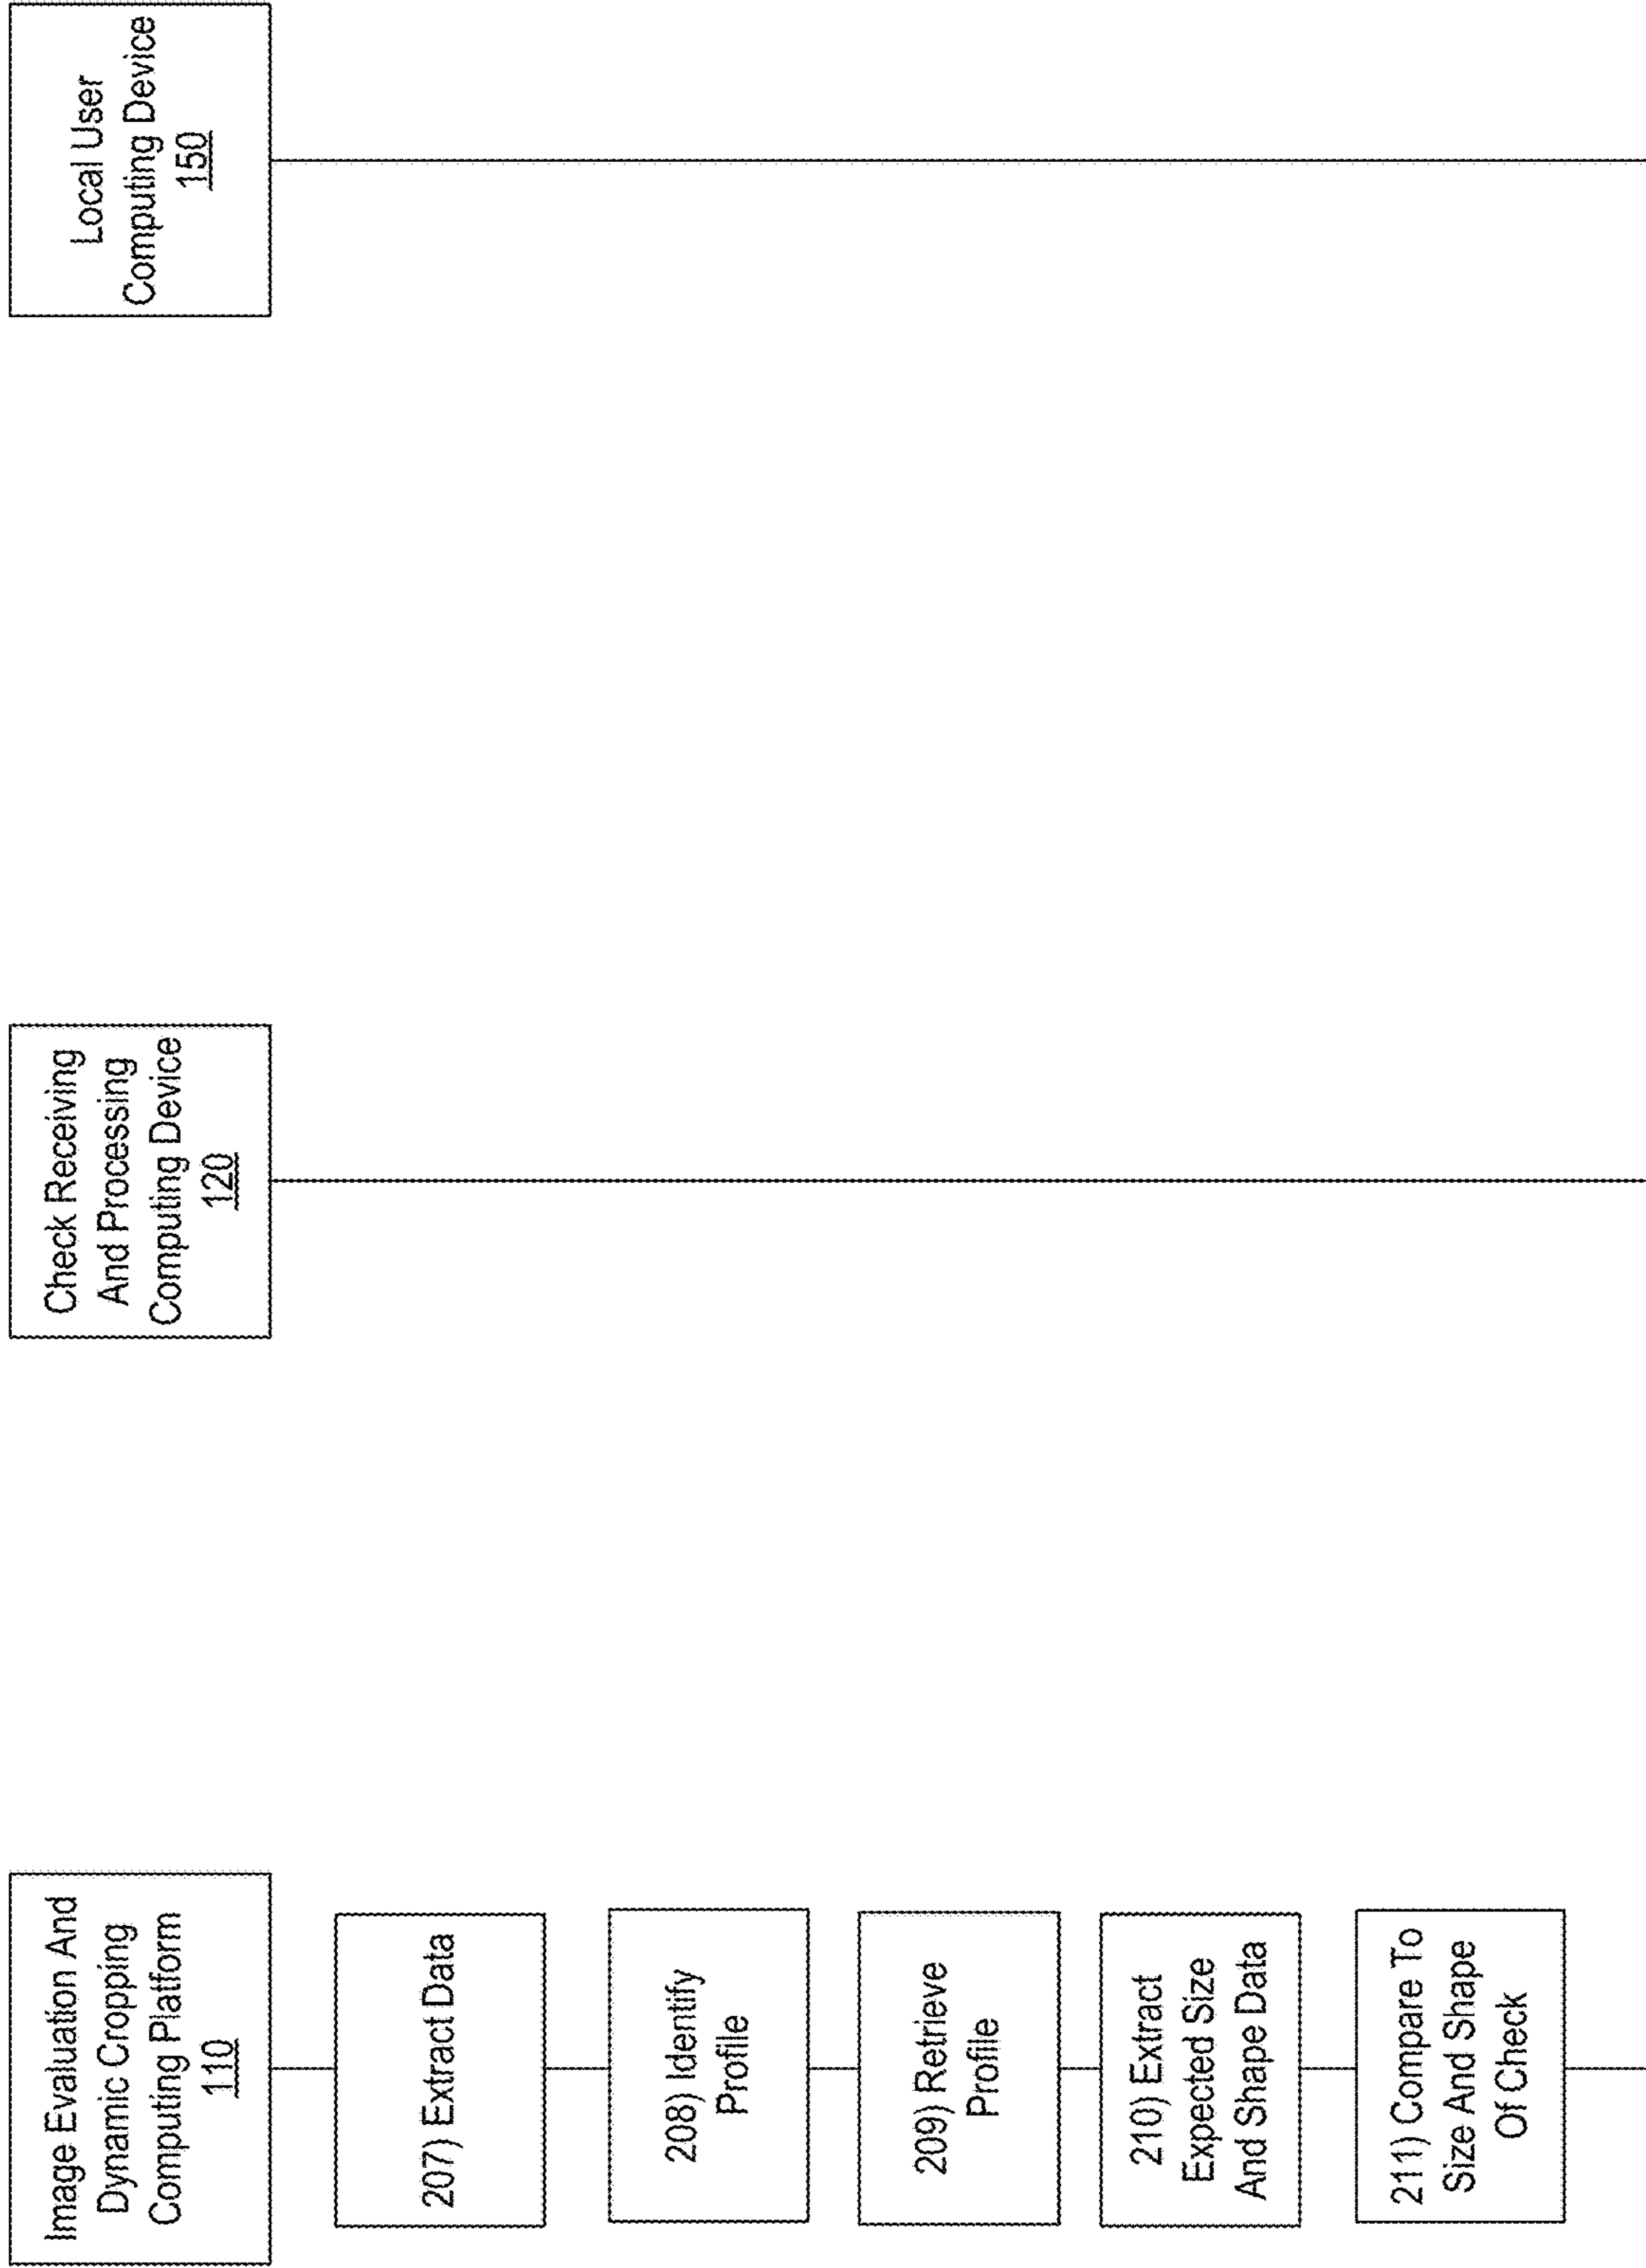 Image Evaluation And
Dynamic Cropping
Computing Platform
110
Check Receiving
And Processing
Computing Device
120
Local User
Computing Device
150
207) Extract Data
208) Identify
Profile
209) Retrieve
Profile
210) Extract
Expected Size
And Shape Data
211) Compare To
Size And Shape
Of Check